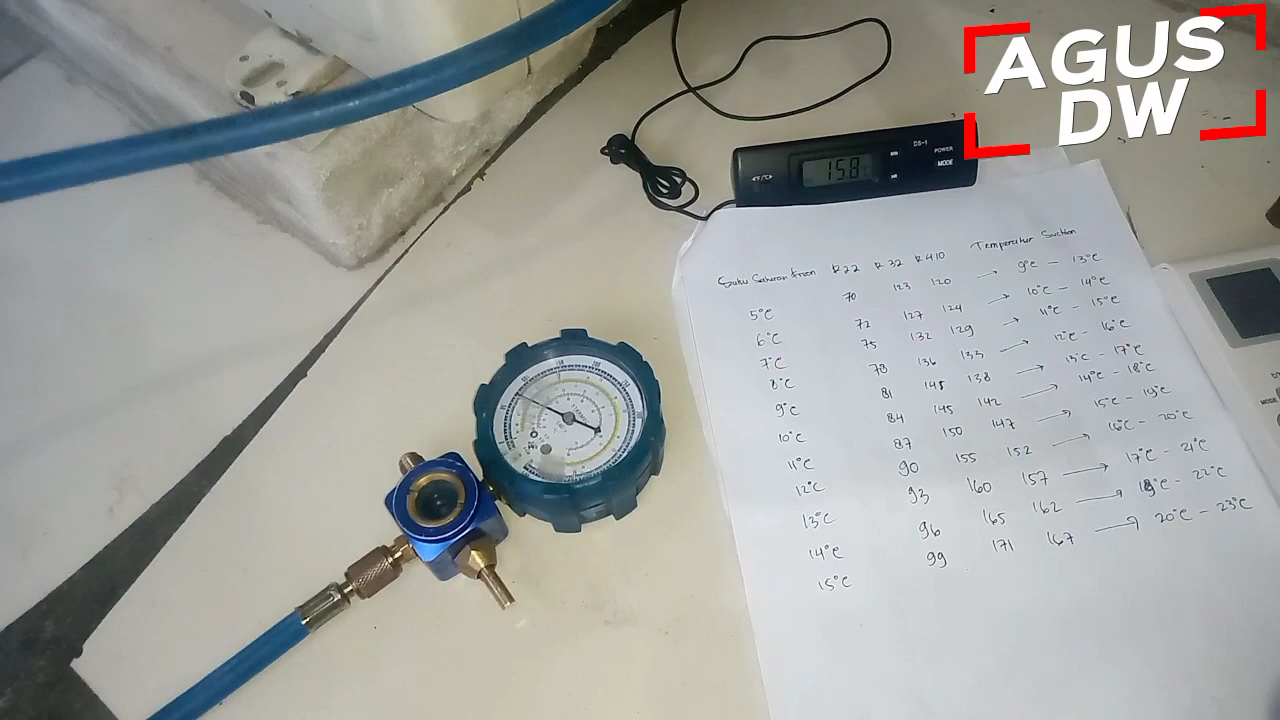 AGUS
DW
DS-1
POWER
MODE
°F/°C
15.8
Suhu R22 R32 R410 Temperatur Suction
5°C 70 123 120 → 9°C – 13°C
6°C 72 127 124 → 10°C – 14°C
7°C 75 132 129 → 11°C – 15°C
8°C 78 136 133 → 12°C – 16°C
9°C 81 141 138 → 13°C – 17°C
10°C 84 145 142 → 14°C – 18°C
11°C 87 150 147 → 15°C – 19°C
12°C 90 155 152 → 16°C – 20°C
13°C 93 160 157 → 17°C – 21°C
14°C 96 165 162 → – 22°C
15°C 99 171 167 → 20°C – 23°C